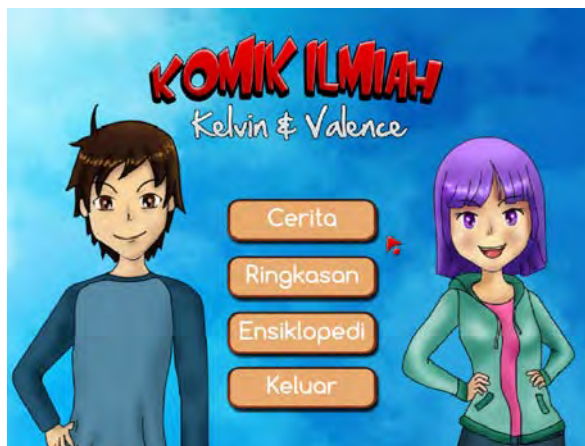 KOMIK ILMIAH
Kelvin & Valence
Cerita
Ringkasan
Ensiklopedi
Keluar